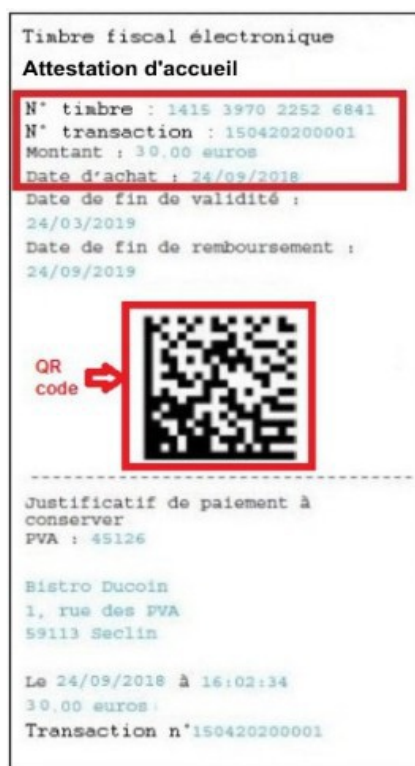 Timbre fiscal électronique
Attestation d'accueil
N° timbre : 1415 3970 2252 6841
N° transaction : 150420200001
Montant : 30.00 euros
Date d'achat : 24/09/2018
Date de fin de validité :
24/03/2019
Date de fin de remboursement :
24/09/2019
QR
code
Justificatif de paiement à
conserver
PVA : 45126
Bistro Ducoin
1, rue des PVA
59113 Seclin
Le 24/09/2018 à 16:02:34
30.00 euros
Transaction n°150420200001